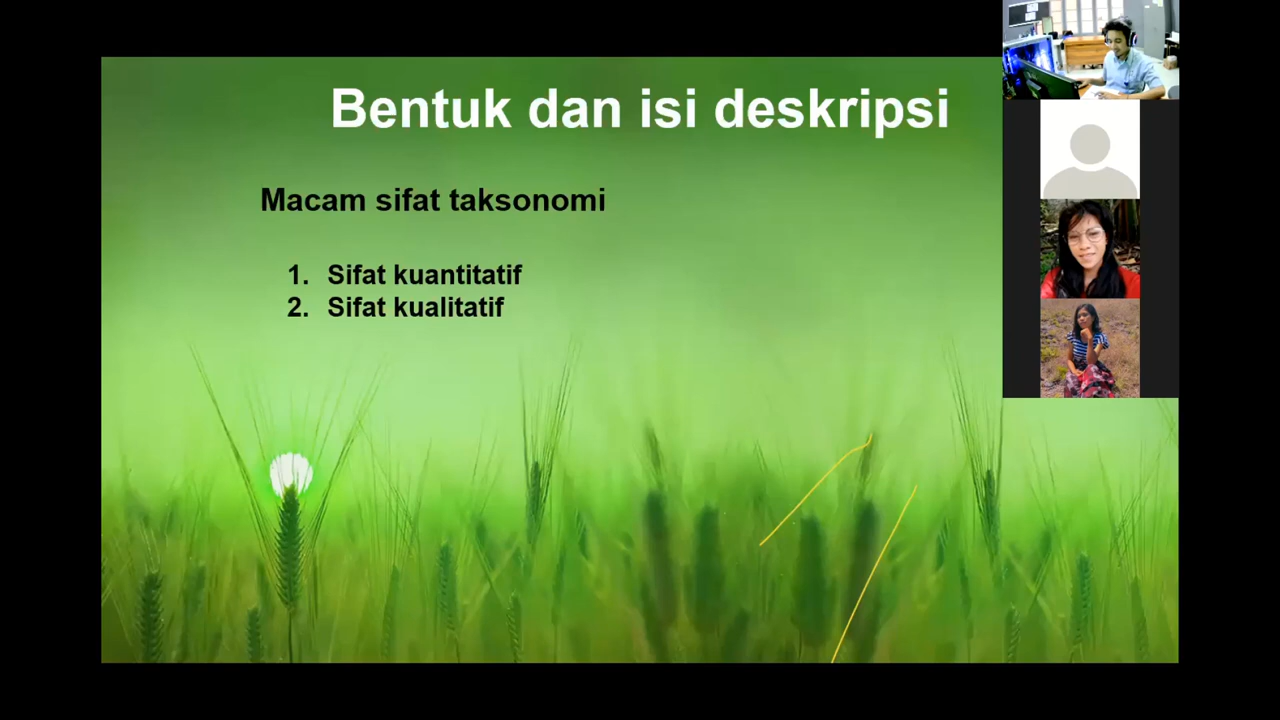 Bentuk dan isi deskripsi
Macam sifat taksonomi
1. Sifat kuantitatif
2. Sifat kualitatif